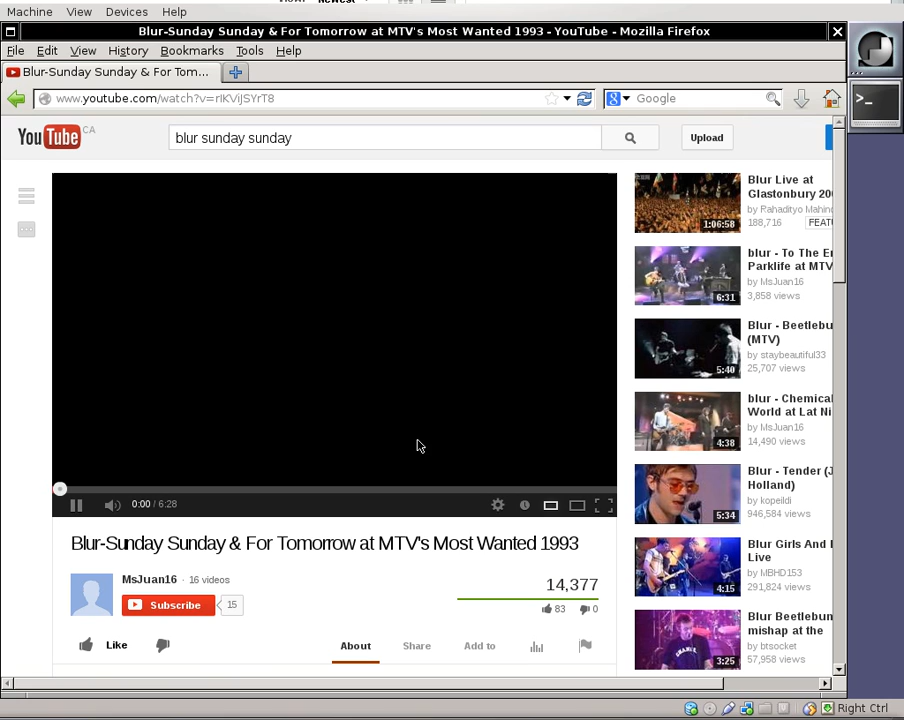 Machine View Devices Help
Blur-Sunday Sunday & For Tomorrow at MTV's Most Wanted 1993 - YouTube - Mozilla Firefox
File Edit View History Bookmarks Tools Help
Blur-Sunday Sunday & For Tom...
www.youtube.com/watch?v=rIKViJSYrT8
Google
YouTube CA
blur sunday sunday
Upload
Blur Live at
Glastonbury 200
by Rahadityo Mahin
188,716 FEAT
1:06:58
blur - To The En
Parklife at MTV
by MsJuan16
3,858 views
6:31
Blur - Beetlebu
(MTV)
by staybeautiful33
25,707 views
5:40
blur - Chemical
World at Lat Ni
by MsJuan16
14,490 views
4:38
Blur - Tender (J
Holland)
by kopeildi
946,584 views
5:34
Blur Girls And
Live
by MBHD153
291,824 views
4:15
Blur Beetlebum
mishap at the
by btsocket
57,958 views
3:25
0:00 / 6:28
Blur-Sunday Sunday & For Tomorrow at MTV's Most Wanted 1993
MsJuan16 · 16 videos
Subscribe 15
14,377
83 0
Like
About Share Add to
Right Ctrl